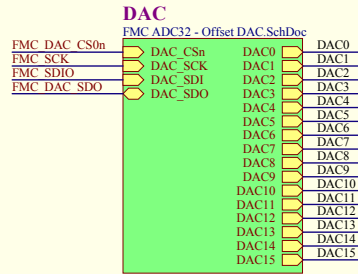 DAC
FMC ADC32 - Offset DAC.SchDoc
FMC_DAC_CS0n DAC_CSn DAC0 DAC0
FMC_SCK DAC_SCK DAC1 DAC1
FMC_SDIO DAC_SDI DAC2 DAC2
FMC_DAC_SDO DAC_SDO DAC3 DAC3
DAC4 DAC4
DAC5 DAC5
DAC6 DAC6
DAC7 DAC7
DAC8 DAC8
DAC9 DAC9
DAC10 DAC10
DAC11 DAC11
DAC12 DAC12
DAC13 DAC13
DAC14 DAC14
DAC15 DAC15